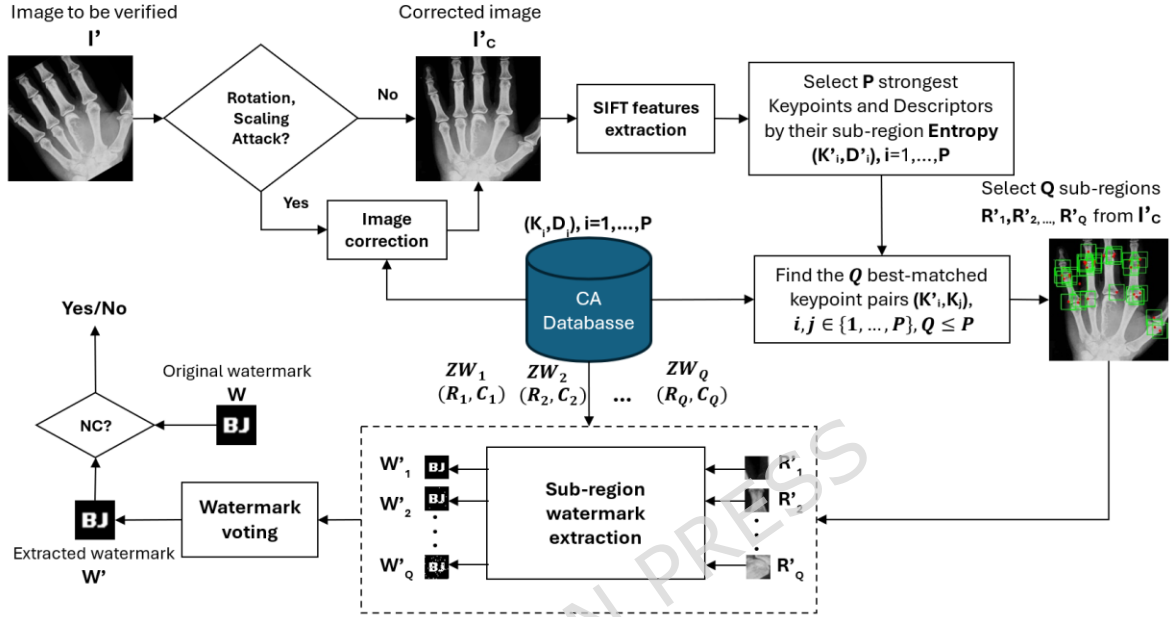 Image to be verified
I'
Rotation,
Scaling
Attack?
No
Yes
Corrected image
I'c
Image
correction
SIFT features
extraction
Select P strongest
Keypoints and Descriptors
by their sub-region Entropy
(K'i,D'i), i=1,...,P
(Ki,Di), i=1,...,P
CA
Databasse
Find the Q best-matched
keypoint pairs (K'i,Kj),
i,j ∈ {1, ..., P}, Q ≤ P
Select Q sub-regions
R'1,R'2,..., R'Q from I'c
ZW1 ZW2 ZWQ
(R1, C1) (R2, C2) ... (RQ, CQ)
Sub-region
watermark
extraction
R'1
R'2
R'Q
W'1
BJ
W'2
BJ
W'Q
BJ
Watermark
voting
BJ
Extracted watermark
W'
NC?
Original watermark
W
BJ
Yes/No
N PRESS